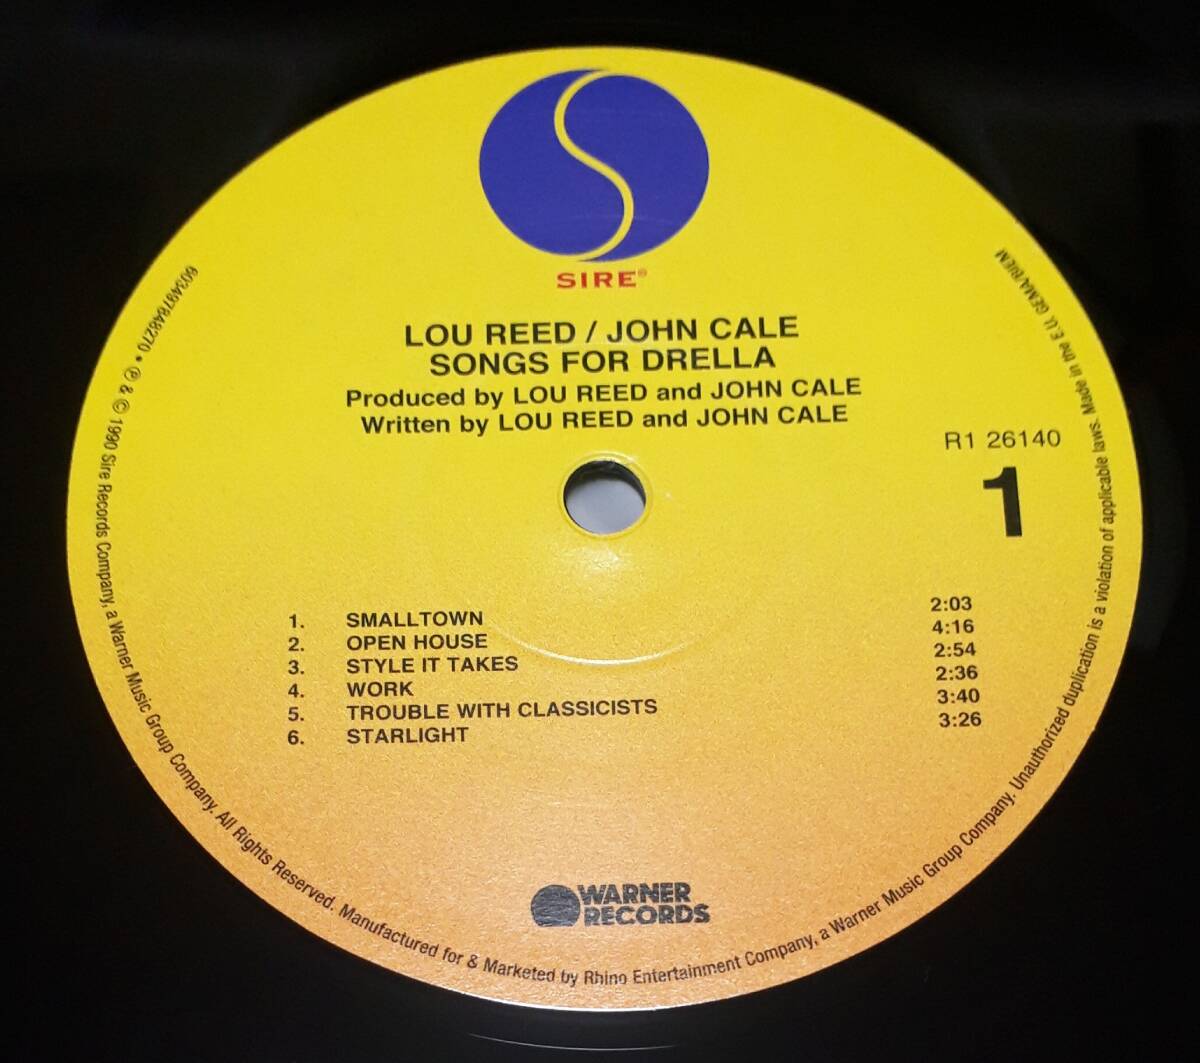 SIRE®
LOU REED / JOHN CALE
SONGS FOR DRELLA
Produced by LOU REED and JOHN CALE
Written by LOU REED and JOHN CALE
R1 26140
1
1. SMALLTOWN 2:03
2. OPEN HOUSE 4:16
3. STYLE IT TAKES 2:54
4. WORK 2:36
5. TROUBLE WITH CLASSICISTS 3:40
6. STARLIGHT 3:26
WARNER
RECORDS
603497848270 • ℗ & © 1990 Sire Records Company, a Warner Music Group Company. All Rights Reserved. Manufactured for & Marketed by Rhino Entertainment Company, a Warner Music Group Company. Unauthorized duplication is a violation of applicable laws. Made in the E.U. GEMA/BIEM